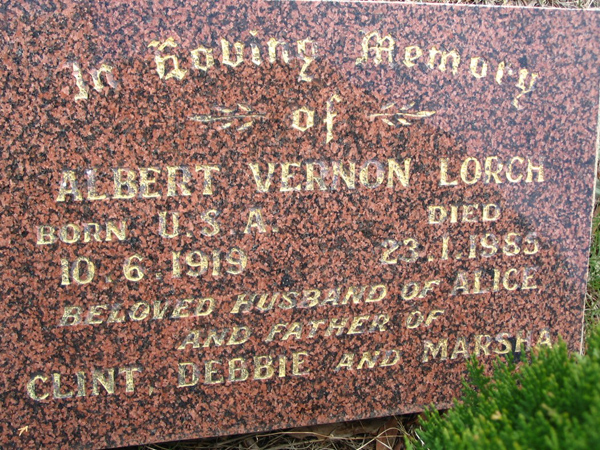 In Loving Memory
of
ALBERT VERNON LORCH
BORN U.S.A. DIED
10.6.1919 23.1.1985
BELOVED HUSBAND OF ALICE
AND FATHER OF
CLINT, DEBBIE AND MARSHA